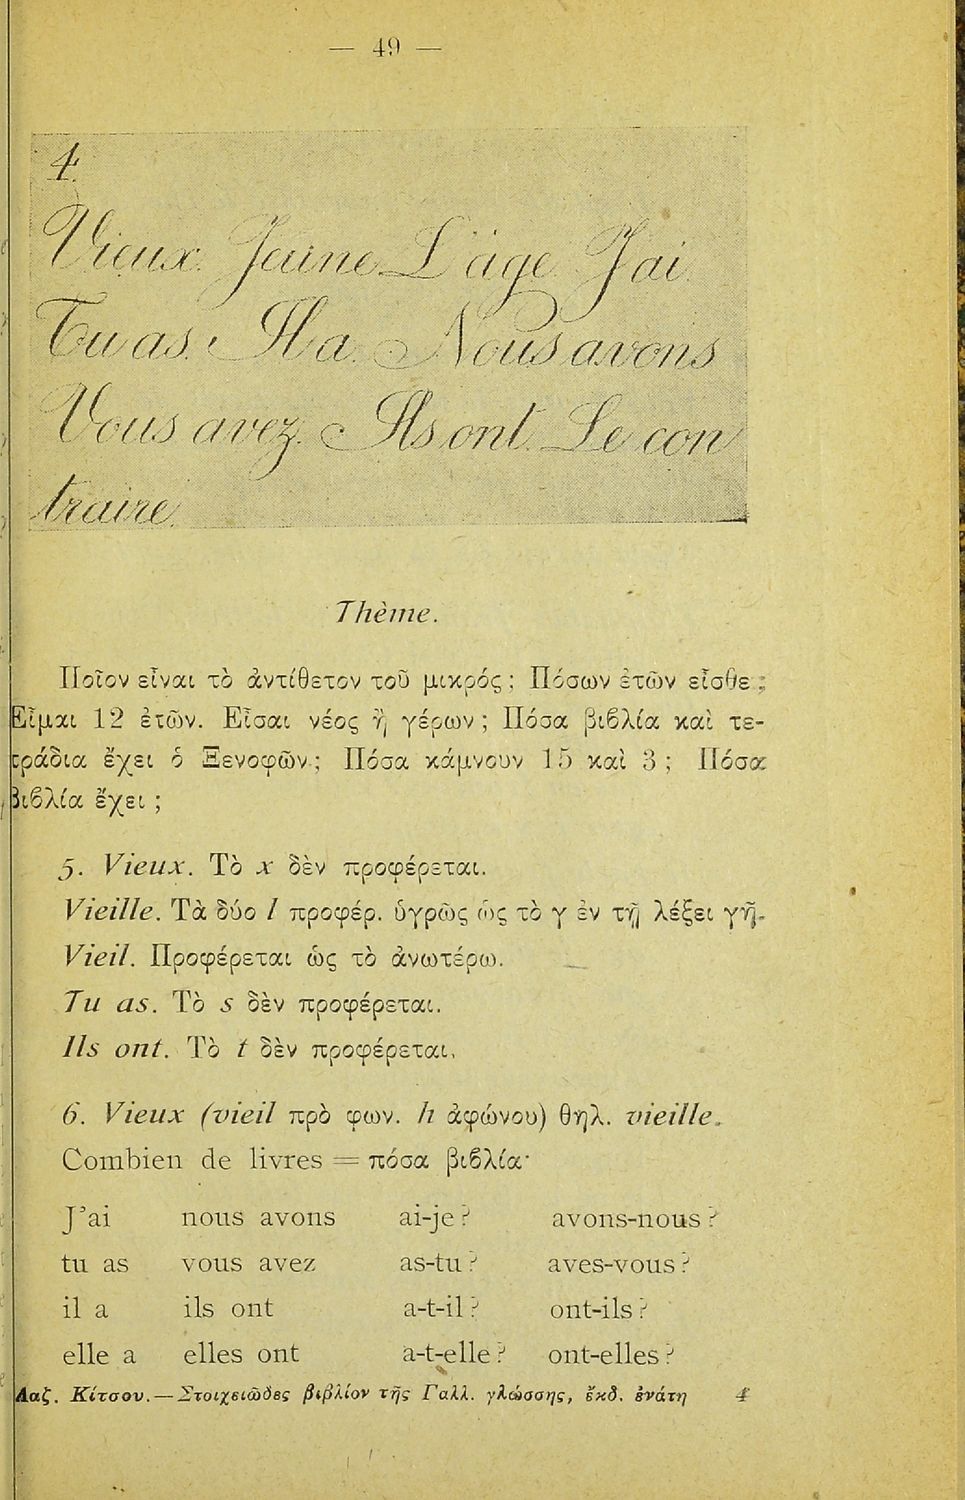 — 49 —
4.
Vieux. Jeune. L'âge. J'ai.
Tu as. Il a. Nous avons
Vous avez. Ils ont. Le con
traire.
Thème.
Ποῖον εἶναι τὸ ἀντίθετον τοῦ μικρός; Πόσων ἐτῶν εἶσθε;
Εἶμαι 12 ἐτῶν. Εἶσαι νέος ἢ γέρων; Πόσα βιβλία καὶ τε-
τράδια ἔχει ὁ Ξενοφῶν; Πόσα κάμνουν 15 καὶ 3; Πόσα
βιβλία ἔχει;
5. Vieux. Τὸ x δὲν προφέρεται.
Vieille. Τὰ δύο l προφέρ. ὑγρῶς ὡς τὸ γ ἐν τῇ λέξει γῆ.
Vieil. Προφέρεται ὡς τὸ ἀνωτέρω.
Tu as. Τὸ s δὲν προφέρεται.
Ils ont. Τὸ t δὲν προφέρεται.
6. Vieux (vieil πρὸ φων. h ἀφώνου) θηλ. vieille.
Combien de livres = πόσα βιβλία·
J'ai nous avons ai-je? avons-nous?
tu as vous avez as-tu? aves-vous?
il a ils ont a-t-il? ont-ils?
elle a elles ont a-t-elle? ont-elles?
Λαζ. Κίτσου.—Στοιχειῶδες βιβλίον τῆς Γαλλ. γλώσσης, ἔκδ. ἐνάτη 4